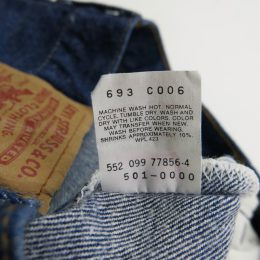 693 C006
MACHINE WASH HOT. NORMAL
CYCLE. TUMBLE DRY. WASH AND
DRY WITH LIKE COLORS. COLOR
MAY TRANSFER WHEN NEW.
WASH BEFORE WEARING.
SHRINKS APPROXIMATELY 10%.
WPL 423
552 099 77856-4
501-0000
& CO.